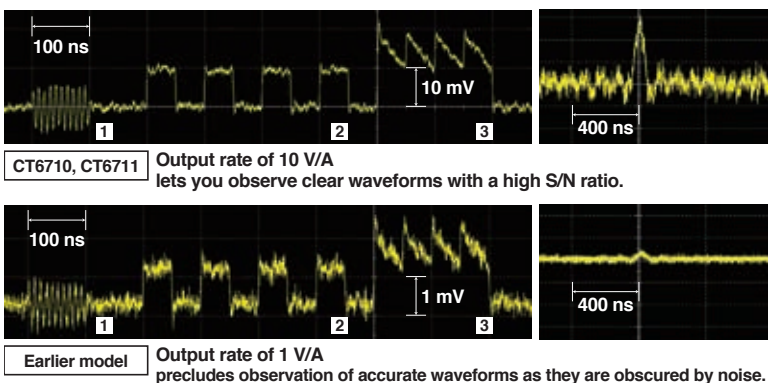 100 ns
10 mV
1
2
3
400 ns
CT6710, CT6711
Output rate of 10 V/A
lets you observe clear waveforms with a high S/N ratio.
100 ns
1 mV
1
2
3
400 ns
Earlier model
Output rate of 1 V/A
precludes observation of accurate waveforms as they are obscured by noise.